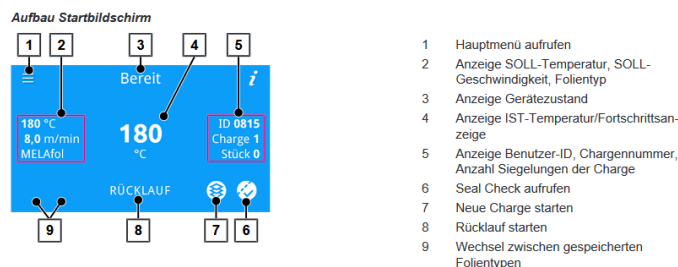 Aufbau Startbildschirm
1 2 3 4 5
Bereit
i
180 °C
8,0 m/min
MELAfol
180
°C
ID 0815
Charge 1
Stück 0
RÜCKLAUF
9 8 7 6
1 Hauptmenü aufrufen
2 Anzeige SOLL-Temperatur, SOLL-
Geschwindigkeit, Folientyp
3 Anzeige Gerätezustand
4 Anzeige IST-Temperatur/Fortschrittsan-
zeige
5 Anzeige Benutzer-ID, Chargennummer,
Anzahl Siegelungen der Charge
6 Seal Check aufrufen
7 Neue Charge starten
8 Rücklauf starten
9 Wechsel zwischen gespeicherten
Folientypen